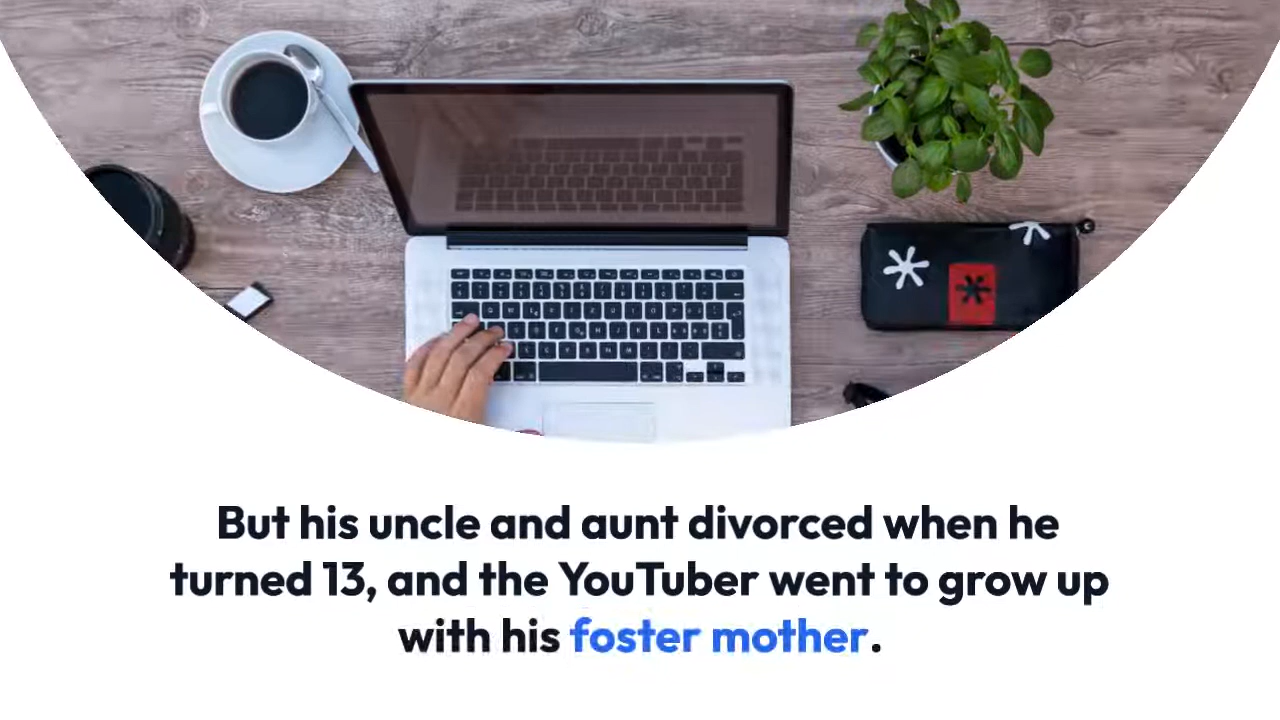 But his uncle and aunt divorced when he
turned 13, and the YouTuber went to grow up
with his foster mother.